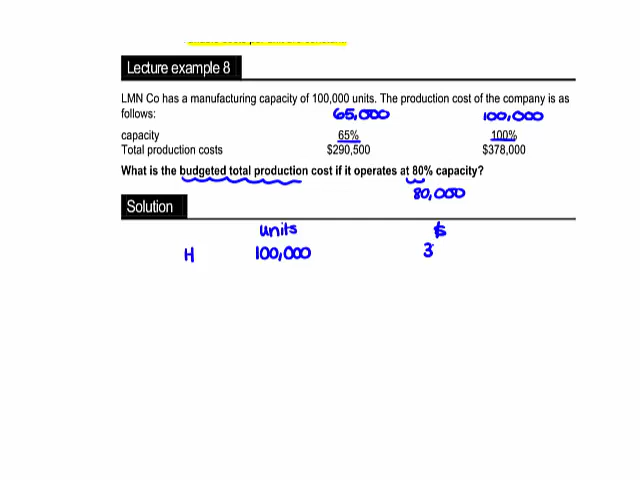 Lecture example 8
LMN Co has a manufacturing capacity of 100,000 units. The production cost of the company is as
follows: 65,000 100,000
capacity 65% 100%
Total production costs $290,500 $378,000
What is the budgeted total production cost if it operates at 80% capacity?
80,000
Solution
units $
H 100,000 3